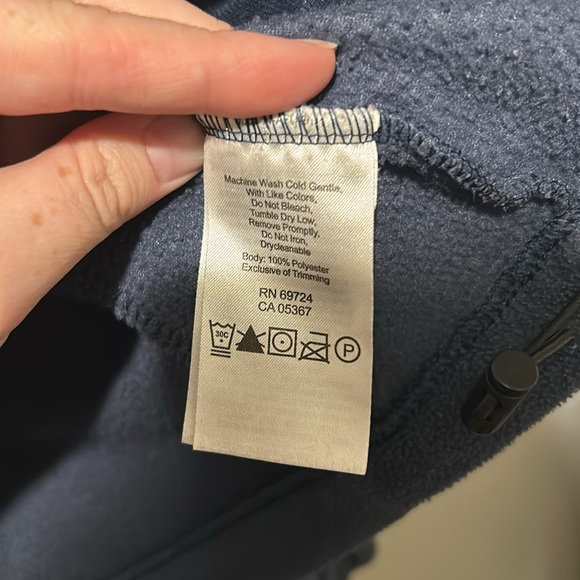 Machine Wash Cold Gentle,
With Like Colors,
Do Not Bleach,
Tumble Dry Low,
Remove Promptly,
Do Not Iron,
Drycleanable
Body: 100% Polyester
Exclusive of Trimming
RN 69724
CA 05367
30C P